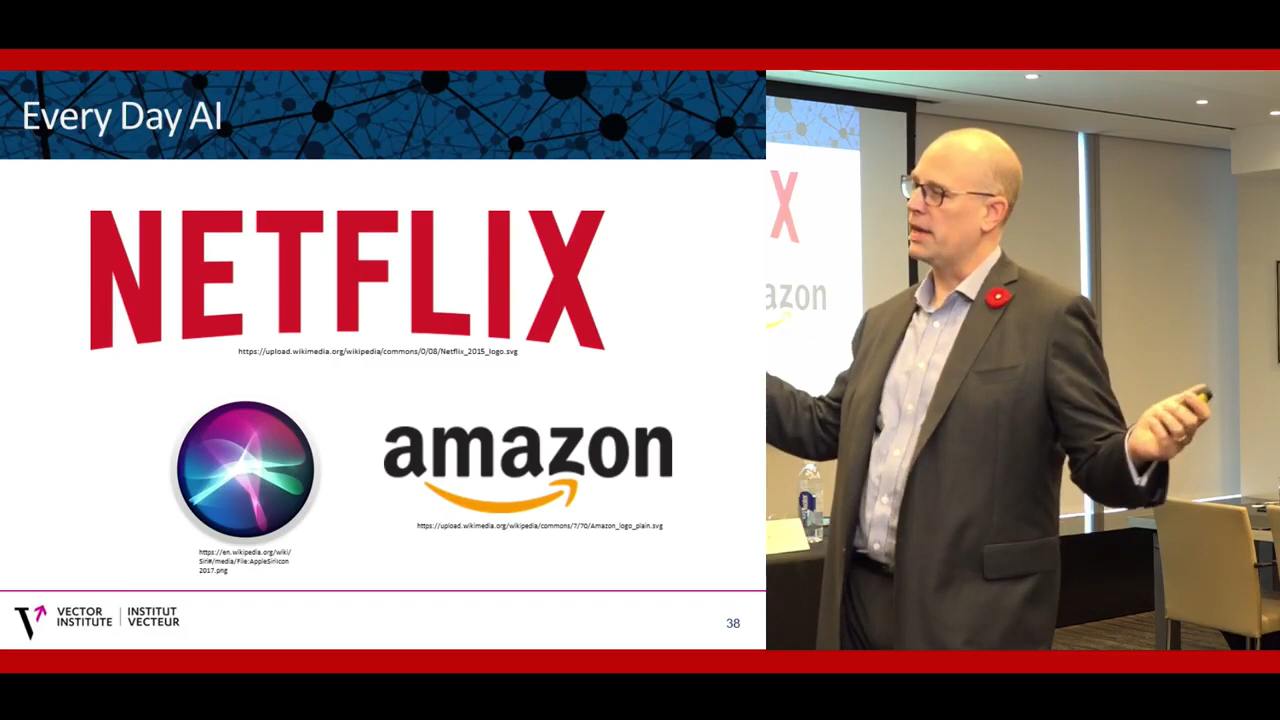 Every Day AI
NETFLIX
https://upload.wikimedia.org/wikipedia/commons/0/08/Netflix_2015_logo.svg
amazon
https://upload.wikimedia.org/wikipedia/commons/7/70/Amazon_logo_plain.svg
https://en.wikipedia.org/wiki/
Siri#/media/File:AppleSiriIcon
2017.png
VECTOR
INSTITUTE
INSTITUT
VECTEUR
38
X
azon